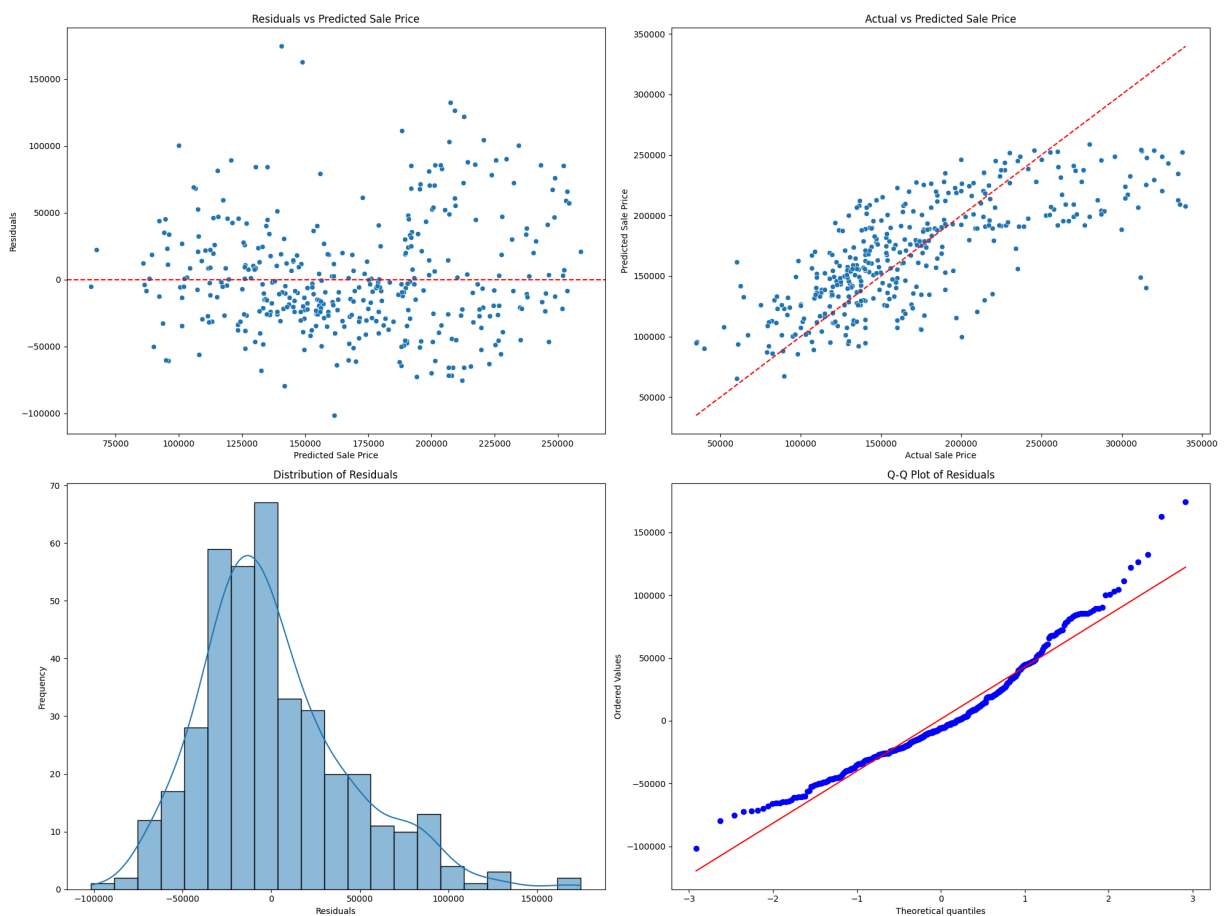 Residuals vs Predicted Sale Price
150000
100000
50000
0
−50000
−100000
Residuals
75000 100000 125000 150000 175000 200000 225000 250000
Predicted Sale Price
Actual vs Predicted Sale Price
350000
300000
250000
200000
150000
100000
50000
Predicted Sale Price
50000 100000 150000 200000 250000 300000 350000
Actual Sale Price
Distribution of Residuals
70
60
50
40
30
20
10
0
Frequency
−100000 −50000 0 50000 100000 150000
Residuals
Q-Q Plot of Residuals
150000
100000
50000
0
−50000
−100000
Ordered Values
−3 −2 −1 0 1 2 3
Theoretical quantiles